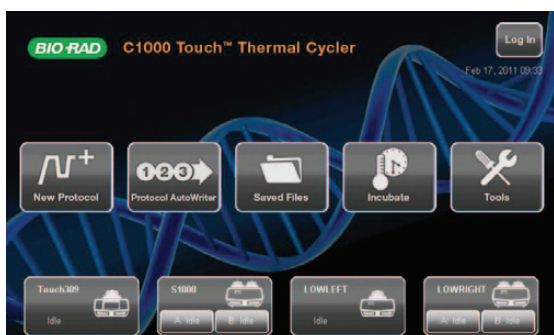 BIO-RAD C1000 Touch™ Thermal Cycler
Log In
Feb 17, 2011 09:33
New Protocol
123
Protocol AutoWriter
Saved Files
Incubate
Tools
Touch309
Idle
S1000
A: Idle B: Idle
LOWLEFT
Idle
LOWRIGHT
A: Idle B: Idle